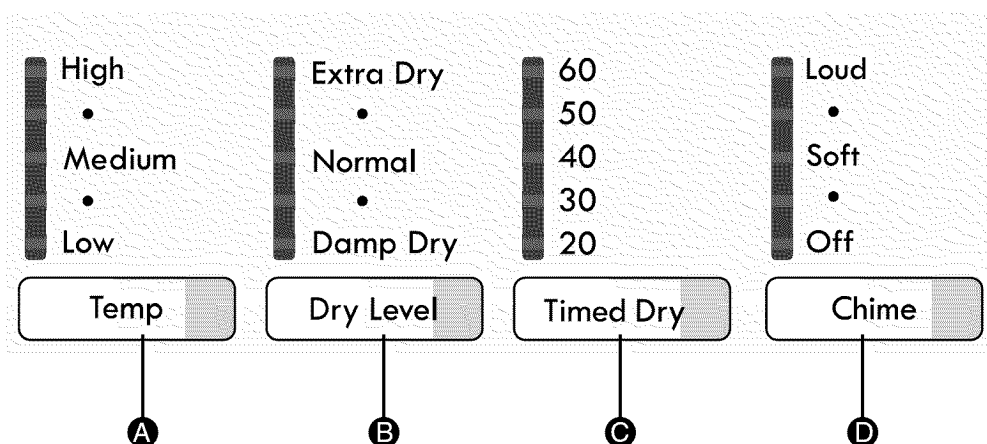 High
•
Medium
•
Low
Temp
A
Extra Dry
•
Normal
•
Damp Dry
Dry Level
B
60
50
40
30
20
Timed Dry
C
Loud
•
Soft
•
Off
Chime
D